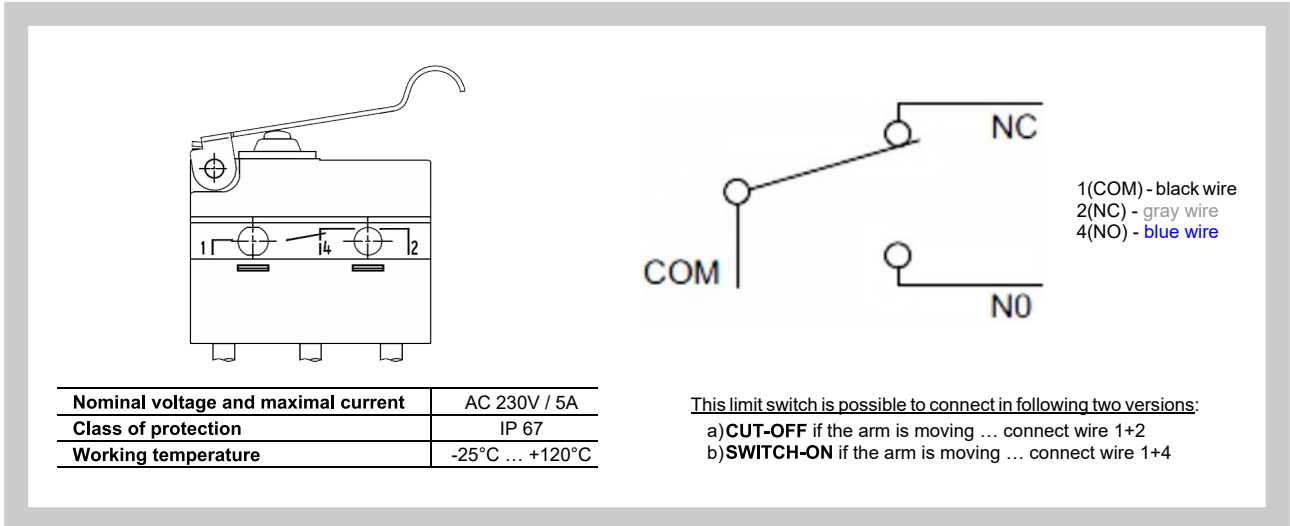 1 4 2
NC
COM
N0
1(COM) - black wire
2(NC) - gray wire
4(NO) - blue wire
Nominal voltage and maximal current AC 230V / 5A
Class of protection IP 67
Working temperature -25°C … +120°C
This limit switch is possible to connect in following two versions:
a) CUT-OFF if the arm is moving … connect wire 1+2
b) SWITCH-ON if the arm is moving … connect wire 1+4